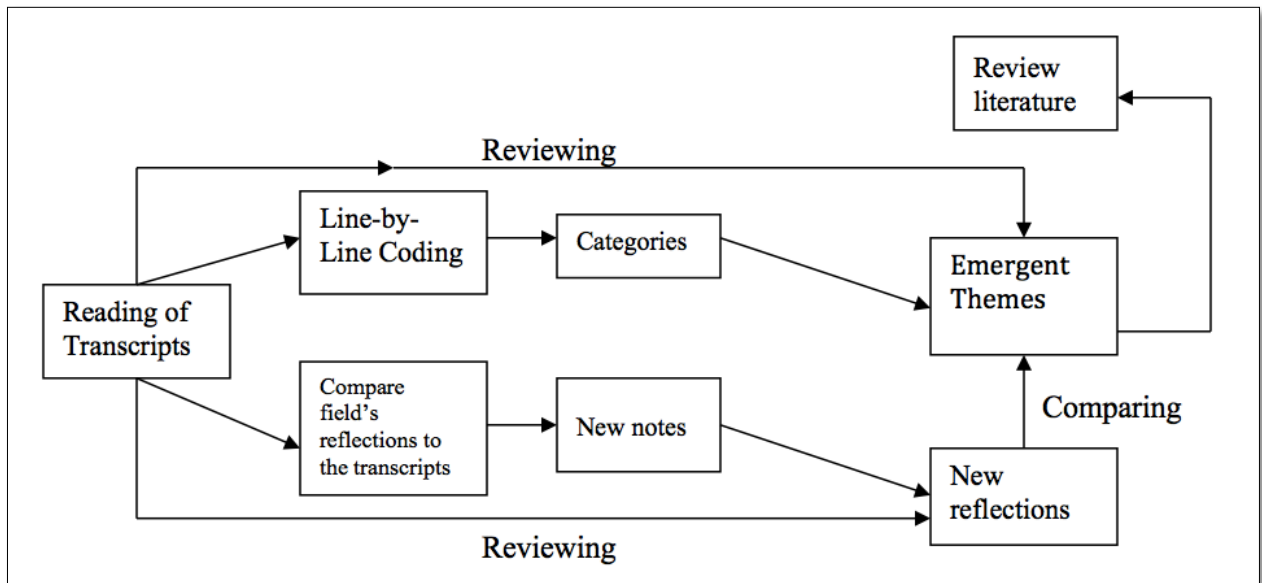 Review
literature
Reviewing
Line-by-
Line Coding
Categories
Emergent
Themes
Reading of
Transcripts
Compare
field's
reflections to
the transcripts
New notes
Comparing
New
reflections
Reviewing